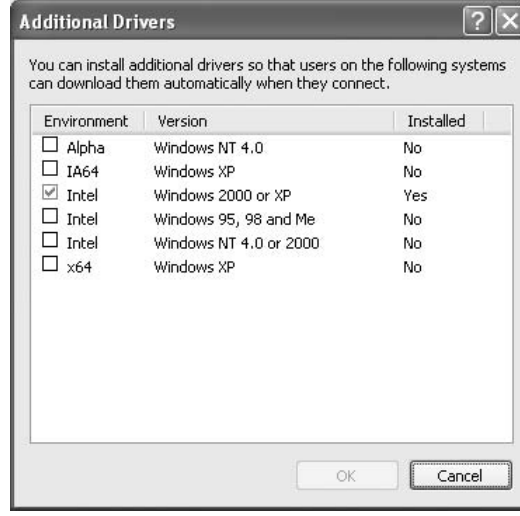 Additional Drivers
You can install additional drivers so that users on the following systems
can download them automatically when they connect.
Environment Version Installed
Alpha Windows NT 4.0 No
IA64 Windows XP No
Intel Windows 2000 or XP Yes
Intel Windows 95, 98 and Me No
Intel Windows NT 4.0 or 2000 No
x64 Windows XP No
OK Cancel